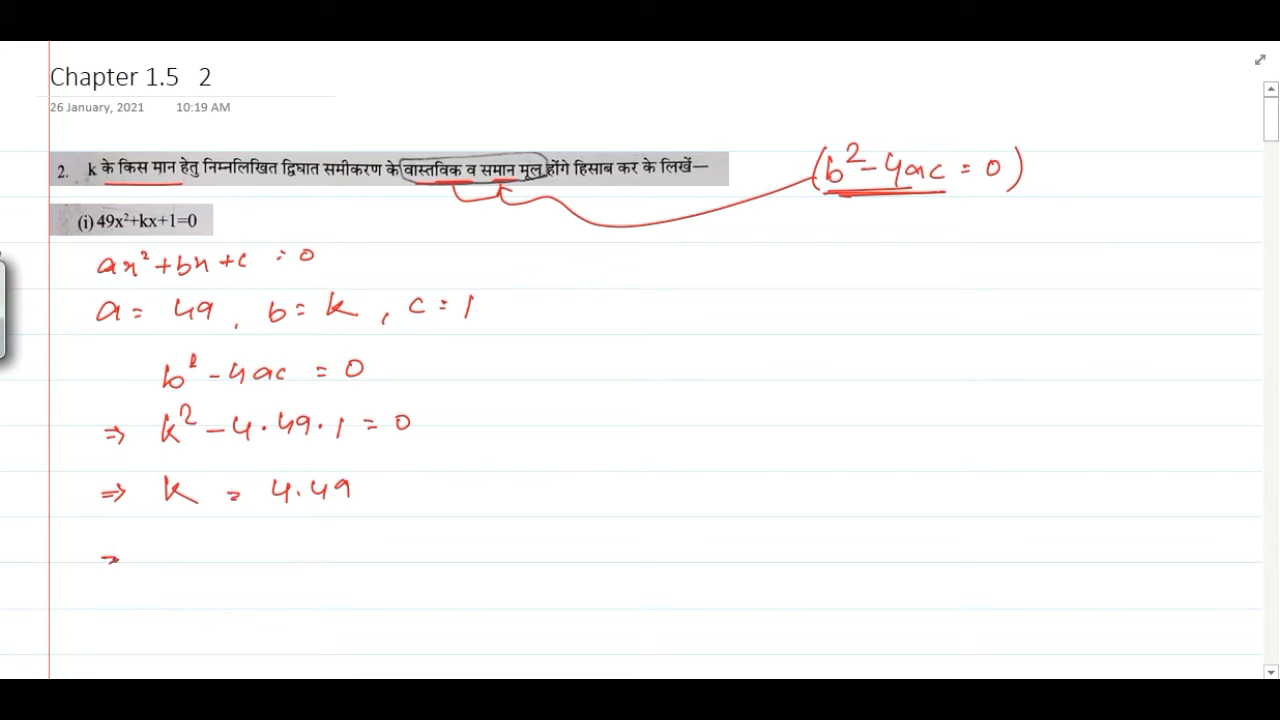 Chapter 1.5 2
26 January, 2021 10:19 AM
2. k के किस मान हेतु निम्नलिखित द्विघात समीकरण के वास्तविक व समान मूल होंगे हिसाब कर के लिखें—
(b² - 4ac = 0)
(i) 49x²+kx+1=0
ax² + bx + c = 0
a = 49, b = k, c = 1
b² - 4ac = 0
⇒ k² - 4·49·1 = 0
⇒ k = 4·49
⇒